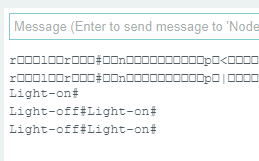 Message (Enter to send message to 'Node
r□□□l□□r□□□#□□n□□□□□□□□□□p□<□□□□
r□□□l□□r□□□#□□n□□□□□□□□□□p□|□□□□
Light-on#
Light-off#Light-on#
Light-off#Light-on#